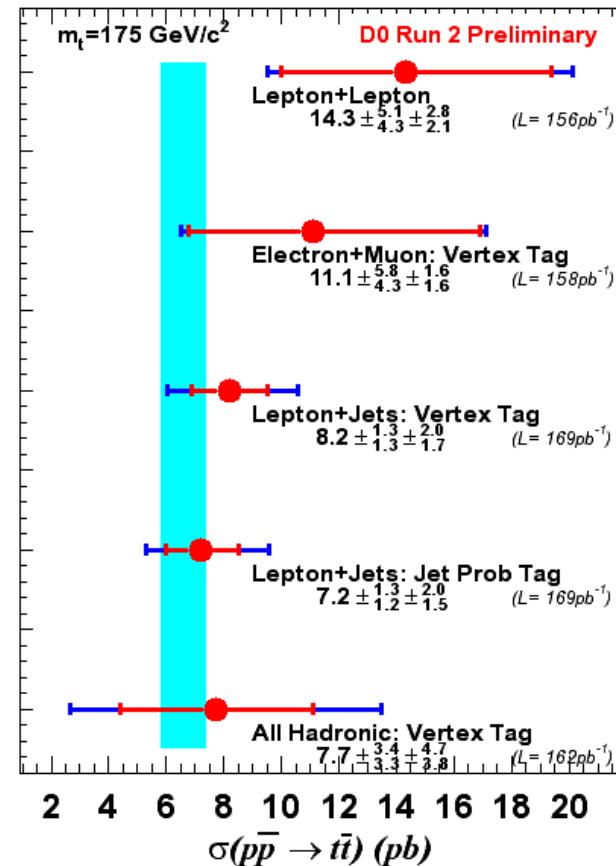 m_t=175 GeV/c² D0 Run 2 Preliminary
Lepton+Lepton
14.3 ± 5.1 4.3 ± 2.8 2.1 (L= 156pb⁻¹)
Electron+Muon: Vertex Tag
11.1 ± 5.8 4.3 ± 1.6 1.6 (L= 158pb⁻¹)
Lepton+Jets: Vertex Tag
8.2 ± 1.3 1.3 ± 2.0 1.7 (L= 169pb⁻¹)
Lepton+Jets: Jet Prob Tag
7.2 ± 1.3 1.2 ± 2.0 1.5 (L= 169pb⁻¹)
All Hadronic: Vertex Tag
7.7 ± 3.4 3.3 ± 4.7 3.8 (L= 162pb⁻¹)
2 4 6 8 10 12 14 16 18 20
σ(pp̅ → tt̅) (pb)